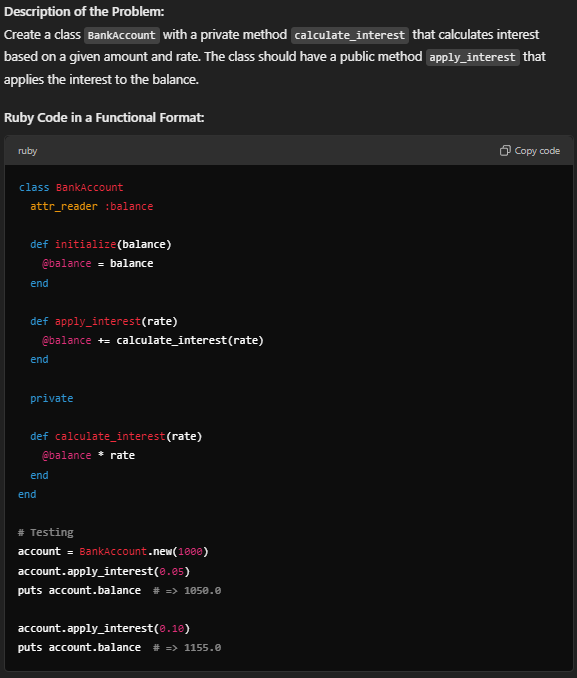 Description of the Problem:
Create a class BankAccount with a private method calculate_interest that calculates interest
based on a given amount and rate. The class should have a public method apply_interest that
applies the interest to the balance.
Ruby Code in a Functional Format:
ruby Copy code
class BankAccount
  attr_reader :balance

  def initialize(balance)
    @balance = balance
  end

  def apply_interest(rate)
    @balance += calculate_interest(rate)
  end

  private

  def calculate_interest(rate)
    @balance * rate
  end
end

# Testing
account = BankAccount.new(1000)
account.apply_interest(0.05)
puts account.balance  # => 1050.0

account.apply_interest(0.10)
puts account.balance  # => 1155.0